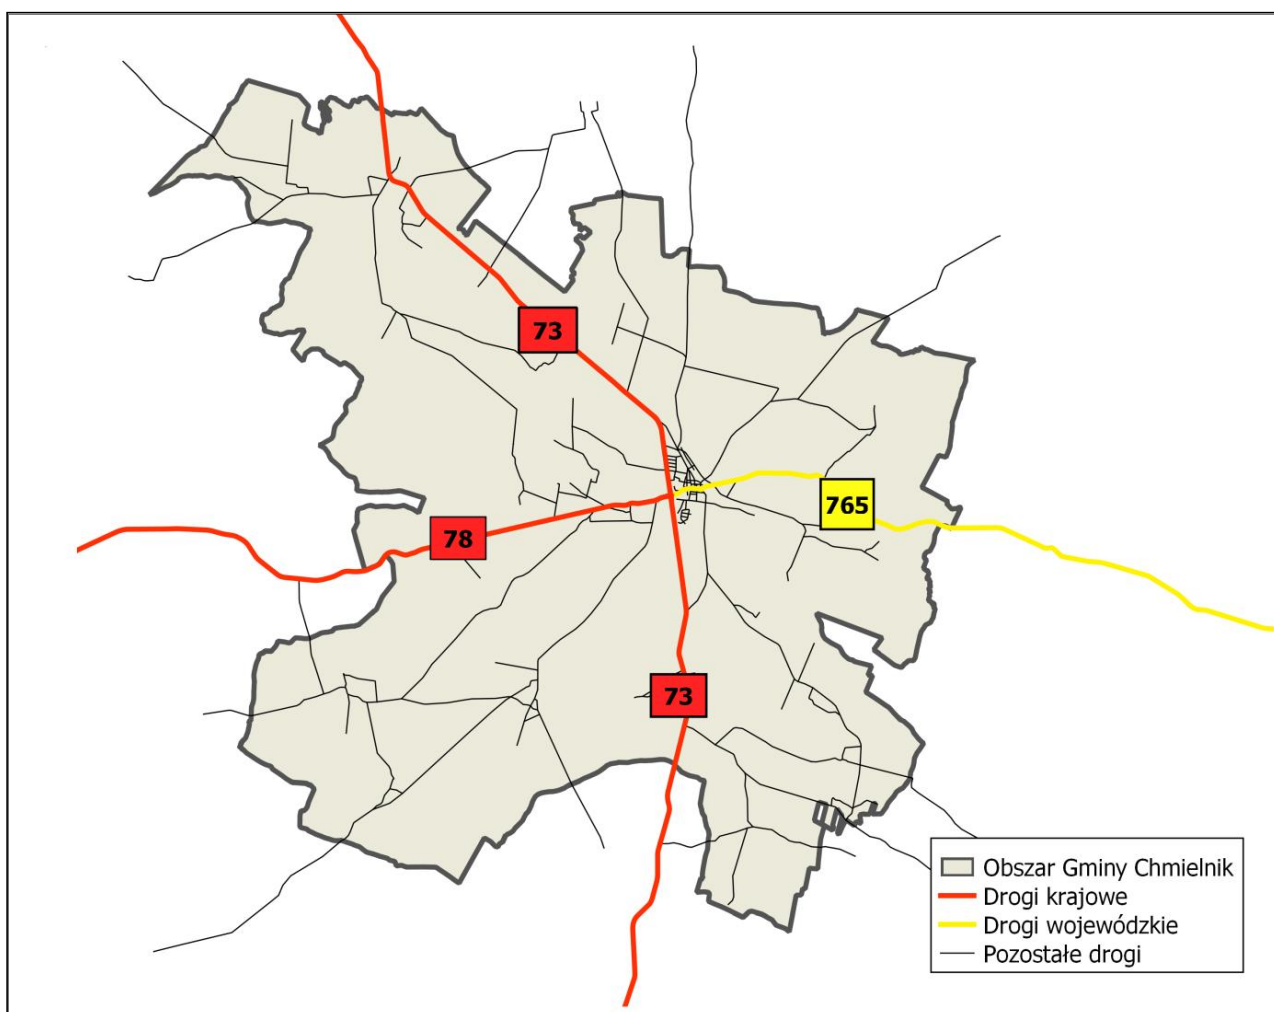 73
765
78
73
Obszar Gminy Chmielnik
Drogi krajowe
Drogi wojewódzkie
Pozostałe drogi